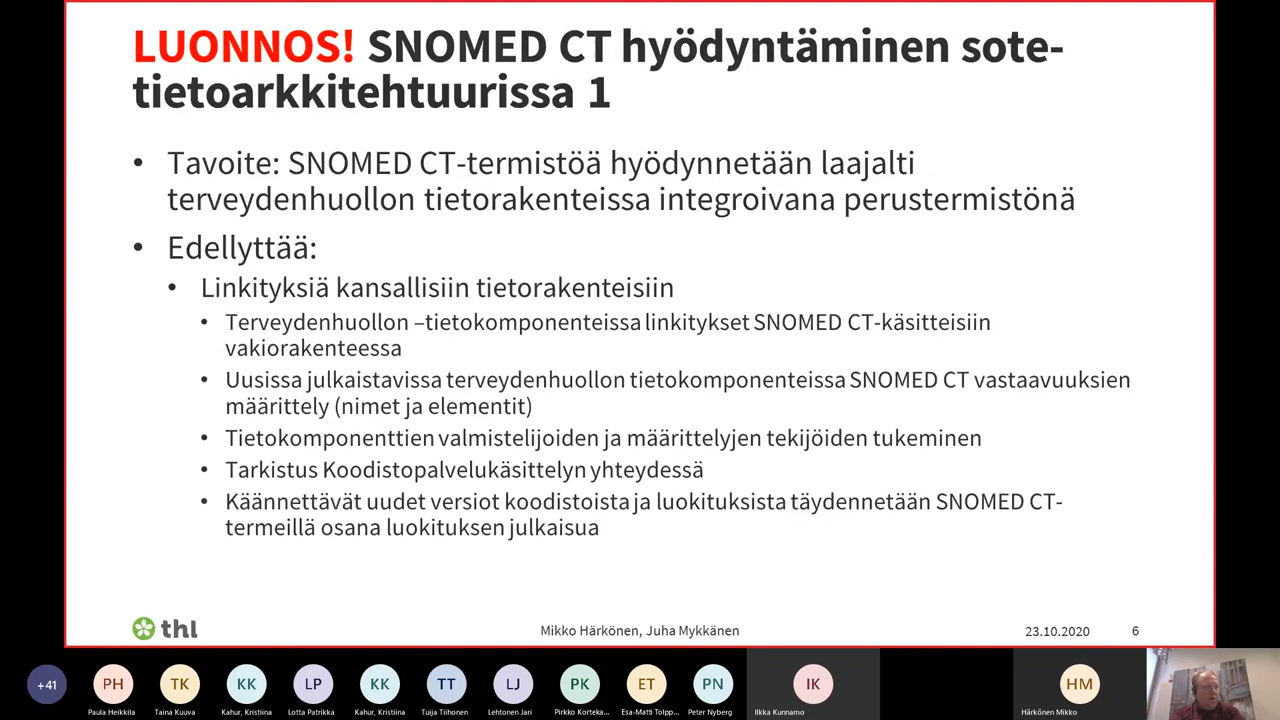 LUONNOS! SNOMED CT hyödyntäminen sote-
tietoarkkitehtuurissa 1
• Tavoite: SNOMED CT-termistöä hyödynnetään laajalti
terveydenhuollon tietorakenteissa integroivana perustermistönä
• Edellyttää:
• Linkityksiä kansallisiin tietorakenteisiin
• Terveydenhuollon –tietokomponenteissa linkitykset SNOMED CT-käsitteisiin
vakiorakenteessa
• Uusissa julkaistavissa terveydenhuollon tietokomponenteissa SNOMED CT vastaavuuksien
määrittely (nimet ja elementit)
• Tietokomponenttien valmistelijoiden ja määrittelyjen tekijöiden tukeminen
• Tarkistus Koodistopalvelukäsittelyn yhteydessä
• Käännettävät uudet versiot koodistoista ja luokituksista täydennetään SNOMED CT-
termeillä osana luokituksen julkaisua
thl
Mikko Härkönen, Juha Mykkänen
23.10.2020
6
+41 PH TK KK LP KK TT LJ PK ET PN IK HM
Paula Heikkila Taina Kuuva Kahur, Kristiina Lotta Patrikka Kahur, Kristiina Tuija Tiihonen Lehtonen Jari Pirkko Korteka... Esa-Matti Tolpp... Peter Nyberg Ilkka Kunnamo Härkönen Mikko